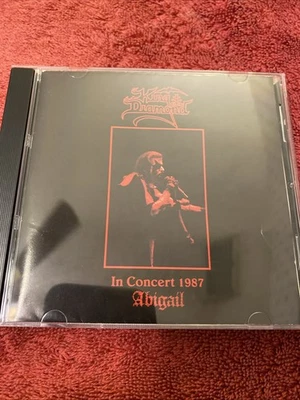 King Diamond
In Concert 1987
Abigail